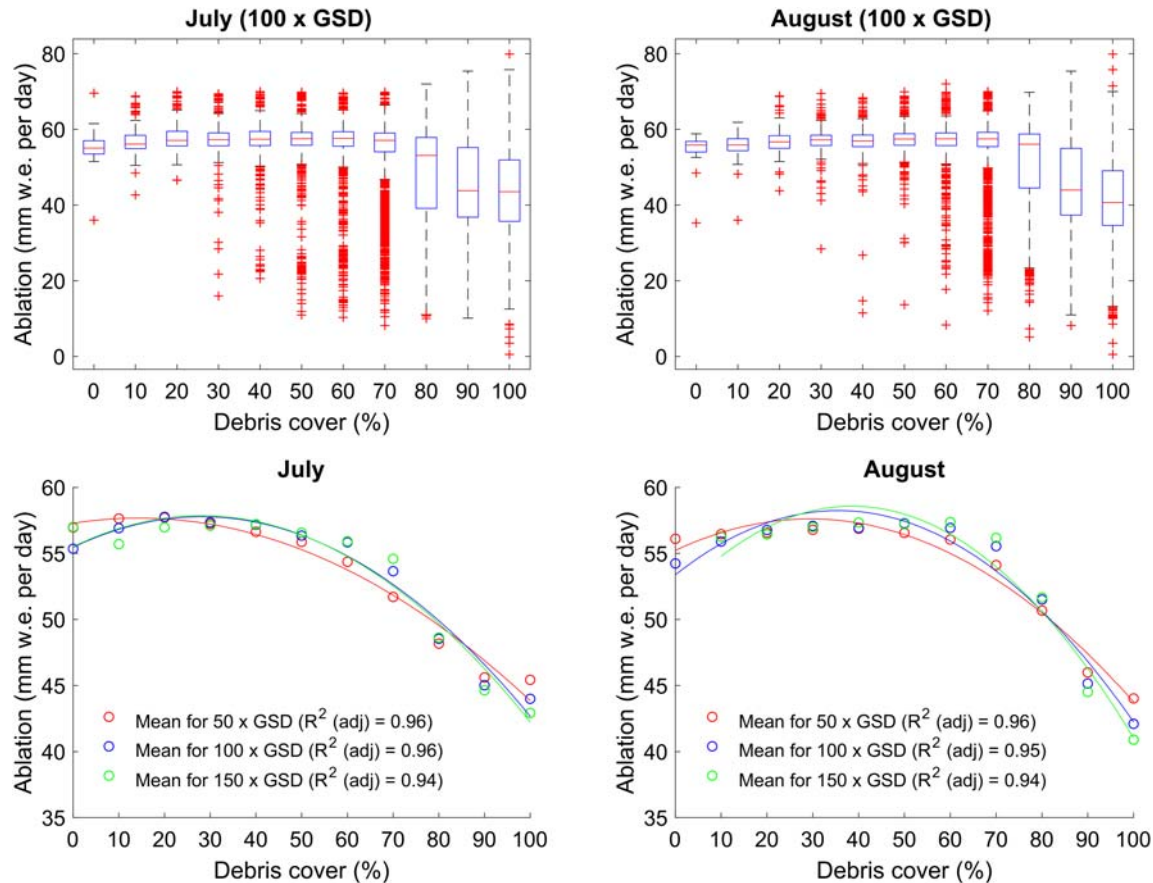 July (100 x GSD)
Ablation (mm w.e. per day)
80
60
40
20
0
0 10 20 30 40 50 60 70 80 90 100
Debris cover (%)
August (100 x GSD)
Ablation (mm w.e. per day)
80
60
40
20
0
0 10 20 30 40 50 60 70 80 90 100
Debris cover (%)
July
Ablation (mm w.e. per day)
60
55
50
45
40
35
Mean for 50 x GSD (R² (adj) = 0.96)
Mean for 100 x GSD (R² (adj) = 0.96)
Mean for 150 x GSD (R² (adj) = 0.94)
0 10 20 30 40 50 60 70 80 90 100
Debris cover (%)
August
Ablation (mm w.e. per day)
60
55
50
45
40
35
Mean for 50 x GSD (R² (adj) = 0.96)
Mean for 100 x GSD (R² (adj) = 0.95)
Mean for 150 x GSD (R² (adj) = 0.94)
0 10 20 30 40 50 60 70 80 90 100
Debris cover (%)